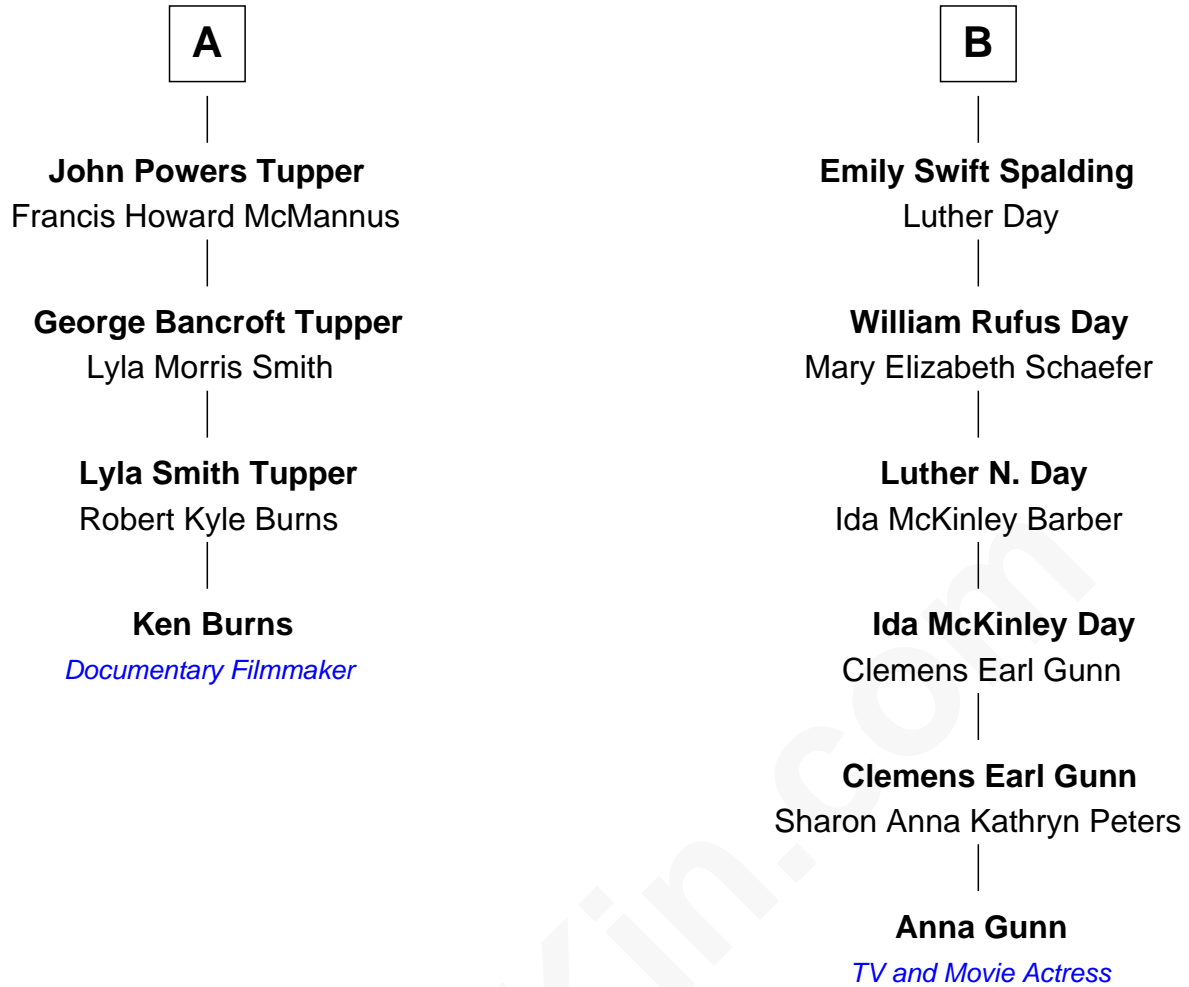 A
John Powers Tupper
Francis Howard McMannus
George Bancroft Tupper
Lyla Morris Smith
Lyla Smith Tupper
Robert Kyle Burns
Ken Burns
Documentary Filmmaker
B
Emily Swift Spalding
Luther Day
William Rufus Day
Mary Elizabeth Schaefer
Luther N. Day
Ida McKinley Barber
Ida McKinley Day
Clemens Earl Gunn
Clemens Earl Gunn
Sharon Anna Kathryn Peters
Anna Gunn
TV and Movie Actress